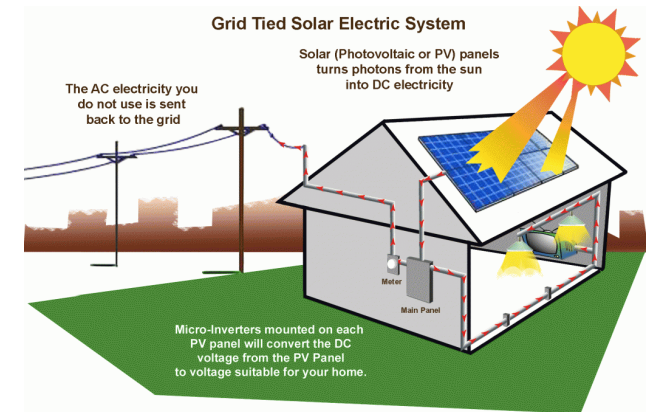 Grid Tied Solar Electric System
Solar (Photovoltaic or PV) panels
turns photons from the sun
into DC electricity
The AC electricity you
do not use is sent
back to the grid
Meter
Main Panel
Micro-Inverters mounted on each
PV panel will convert the DC
voltage from the PV Panel
to voltage suitable for your home.